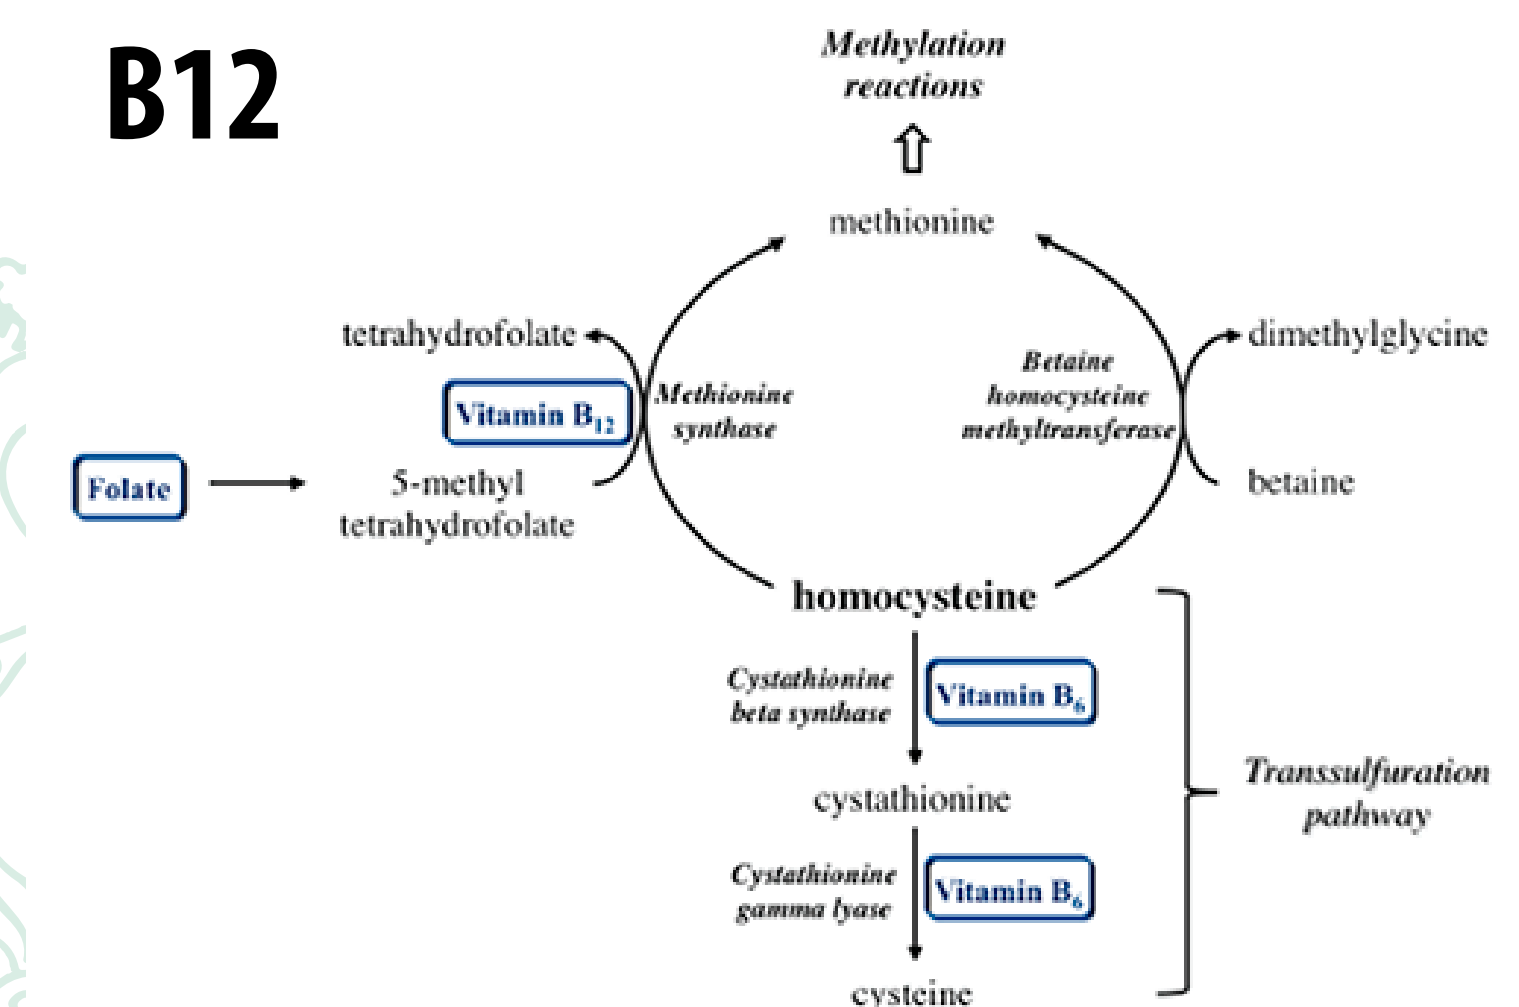 B12
Methylation
reactions
methionine
tetrahydrofolate
dimethylglycine
Vitamin B12
Methionine
synthase
Betaine
homocysteine
methyltransferase
Folate
5-methyl
tetrahydrofolate
betaine
homocysteine
Cystathionine
beta synthase
Vitamin B6
cystathionine
Transsulfuration
pathway
Cystathionine
gamma lyase
Vitamin B6
cysteine